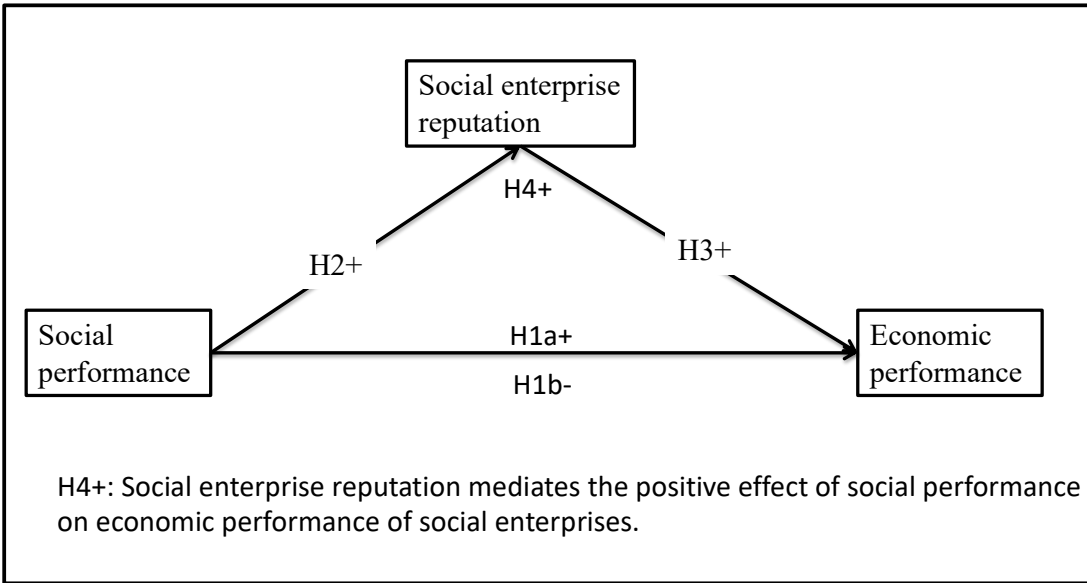 Social enterprise
reputation
H4+
H2+
H3+
Social
performance
H1a+
H1b-
Economic
performance
H4+: Social enterprise reputation mediates the positive effect of social performance
on economic performance of social enterprises.